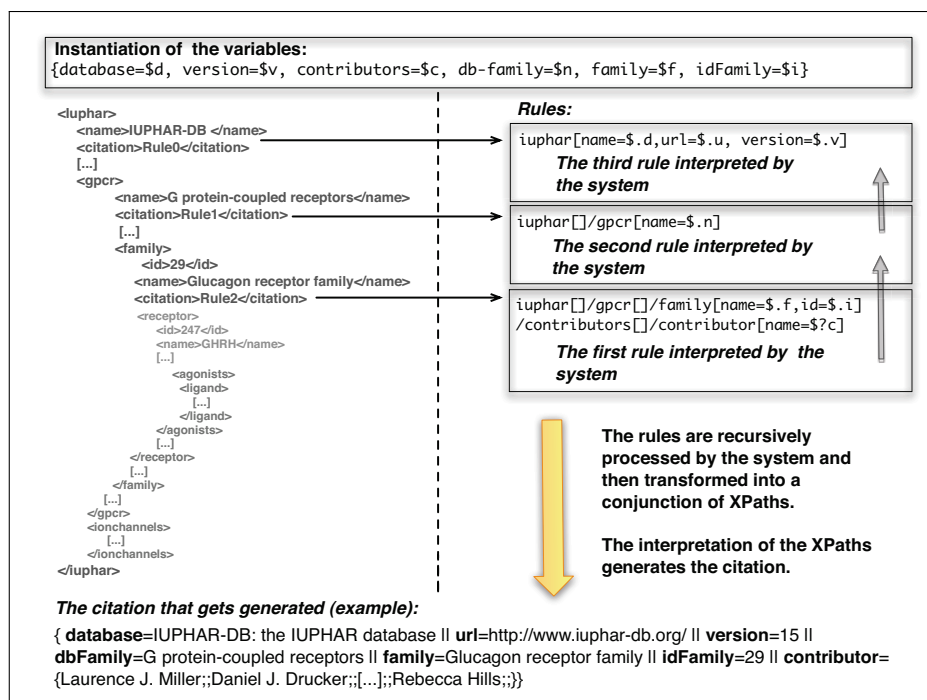 Instantiation of the variables:
{database=$d, version=$v, contributors=$c, db-family=$n, family=$f, idFamily=$i}
<Iuphar>
<name>IUPHAR-DB </name>
<citation>Rule0</citation>
[...]
<gpcr>
<name>G protein-coupled receptors</name>
<citation>Rule1</citation>
[...]
<family>
<id>29</id>
<name>Glucagon receptor family</name>
<citation>Rule2</citation>
<receptor>
<id>247</id>
<name>GHRH</name>
[...]
<agonists>
<ligand>
[...]
</ligand>
</agonists>
[...]
</receptor>
[...]
</family>
[...]
</gpcr>
<ionchannels>
[...]
</ionchannels>
</iuphar>
Rules:
iuphar[name=$.d,url=$.u, version=$.v]
The third rule interpreted by
the system
iuphar[]/gpcr[name=$.n]
The second rule interpreted by
the system
iuphar[]/gpcr[]/family[name=$.f,id=$.i]
/contributors[]/contributor[name=$?c]
The first rule interpreted by the
system
The rules are recursively
processed by the system and
then transformed into a
conjunction of XPaths.
The interpretation of the XPaths
generates the citation.
The citation that gets generated (example):
{ database=IUPHAR-DB: the IUPHAR database || url=http://www.iuphar-db.org/ || version=15 ||
dbFamily=G protein-coupled receptors || family=Glucagon receptor family || idFamily=29 || contributor=
{Laurence J. Miller;;Daniel J. Drucker;;[...];;Rebecca Hills;;}}